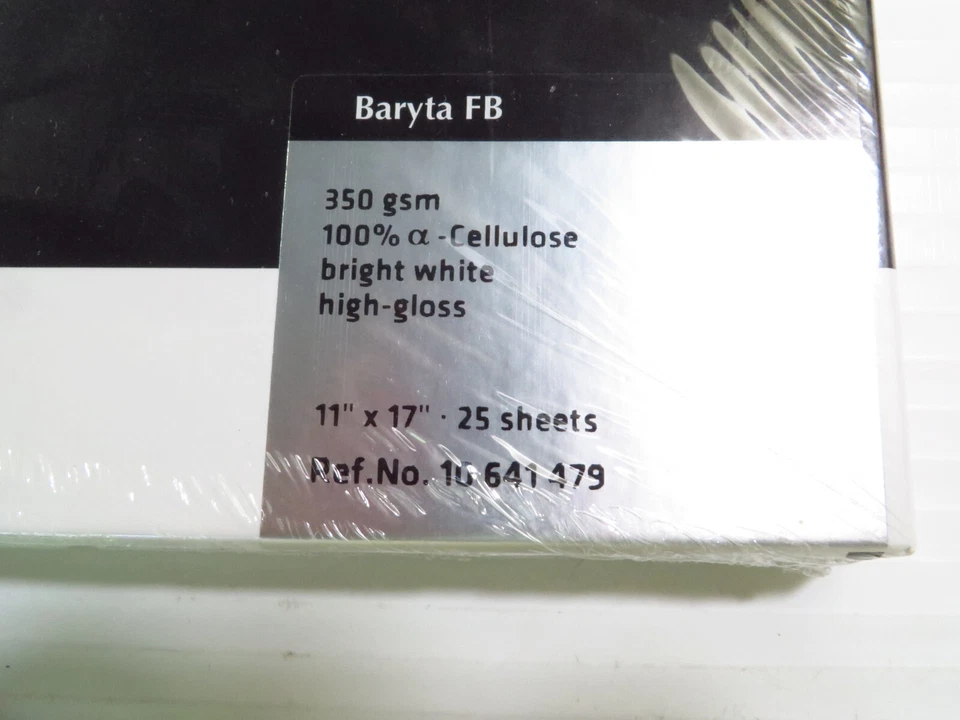 Baryta FB
350 gsm
100% α-Cellulose
bright white
high-gloss
11" x 17" · 25 sheets
Ref.No. 10 641 479